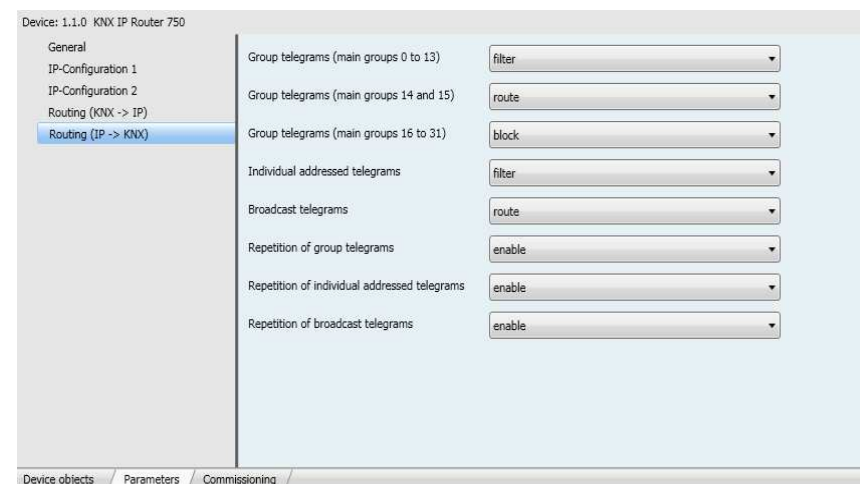 Device: 1.1.0 KNX IP Router 750
General
IP-Configuration 1
IP-Configuration 2
Routing (KNX -> IP)
Routing (IP -> KNX)
Group telegrams (main groups 0 to 13) filter
Group telegrams (main groups 14 and 15) route
Group telegrams (main groups 16 to 31) block
Individual addressed telegrams filter
Broadcast telegrams route
Repetition of group telegrams enable
Repetition of individual addressed telegrams enable
Repetition of broadcast telegrams enable
Device objects / Parameters / Commissioning /